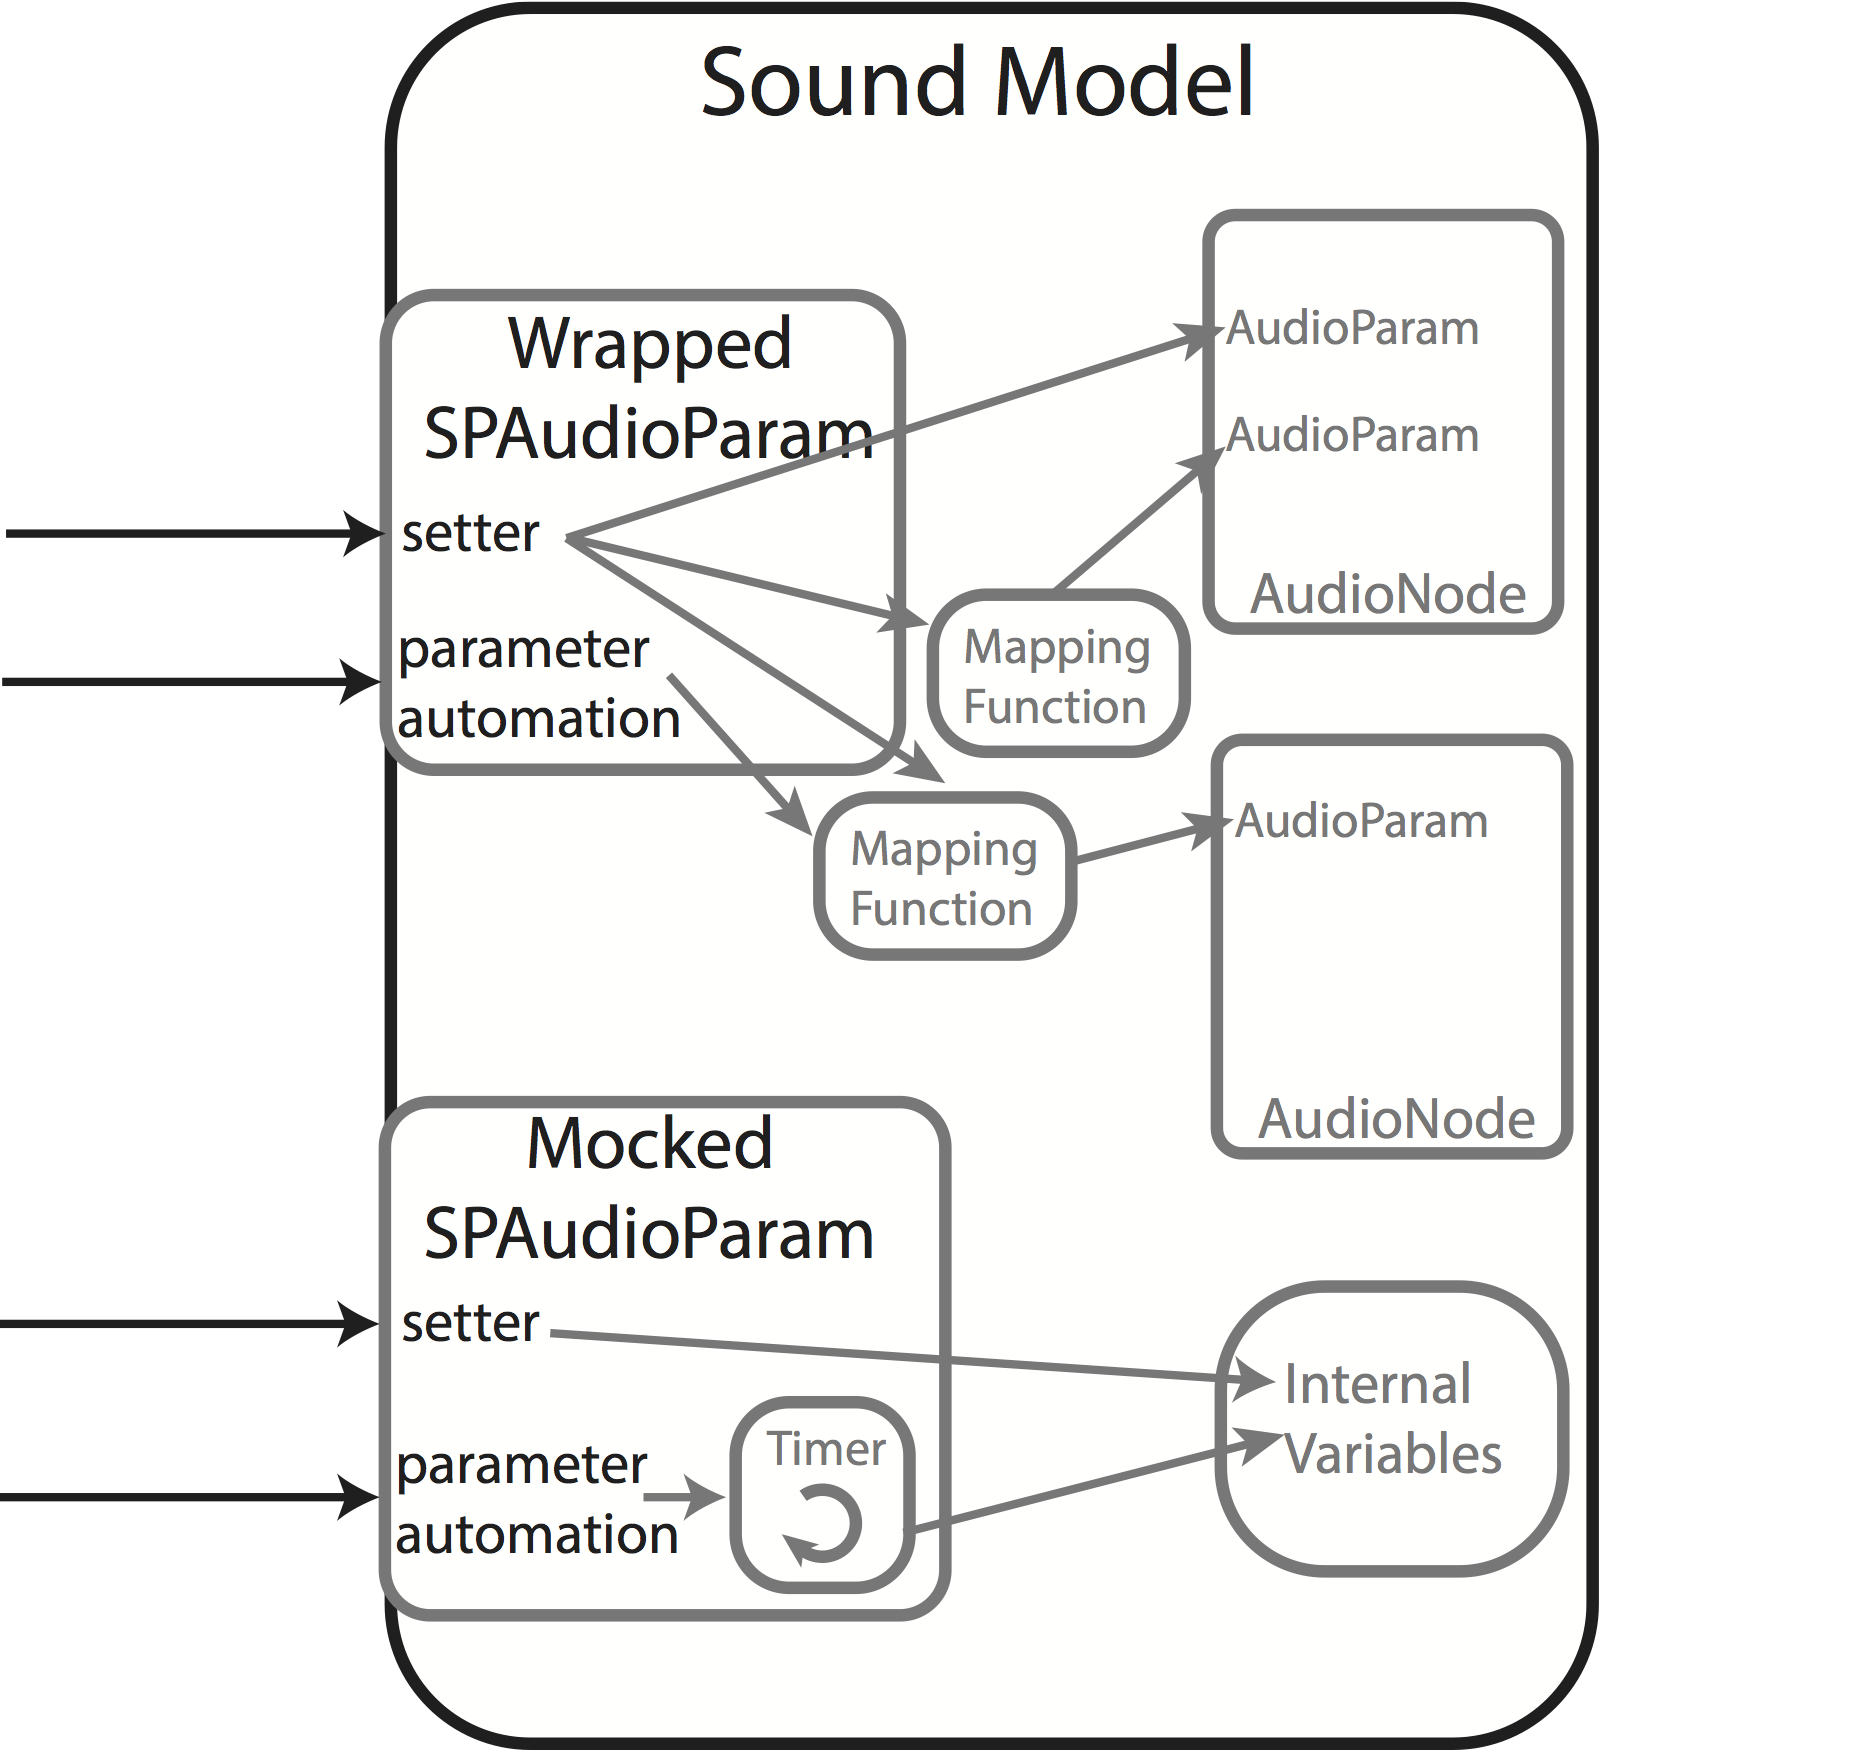 Sound Model
Wrapped
SPAudioParam
setter
parameter
automation
AudioParam
AudioParam
AudioNode
Mapping
Function
Mapping
Function
AudioParam
AudioNode
Mocked
SPAudioParam
setter
parameter
automation
Timer
Internal
Variables